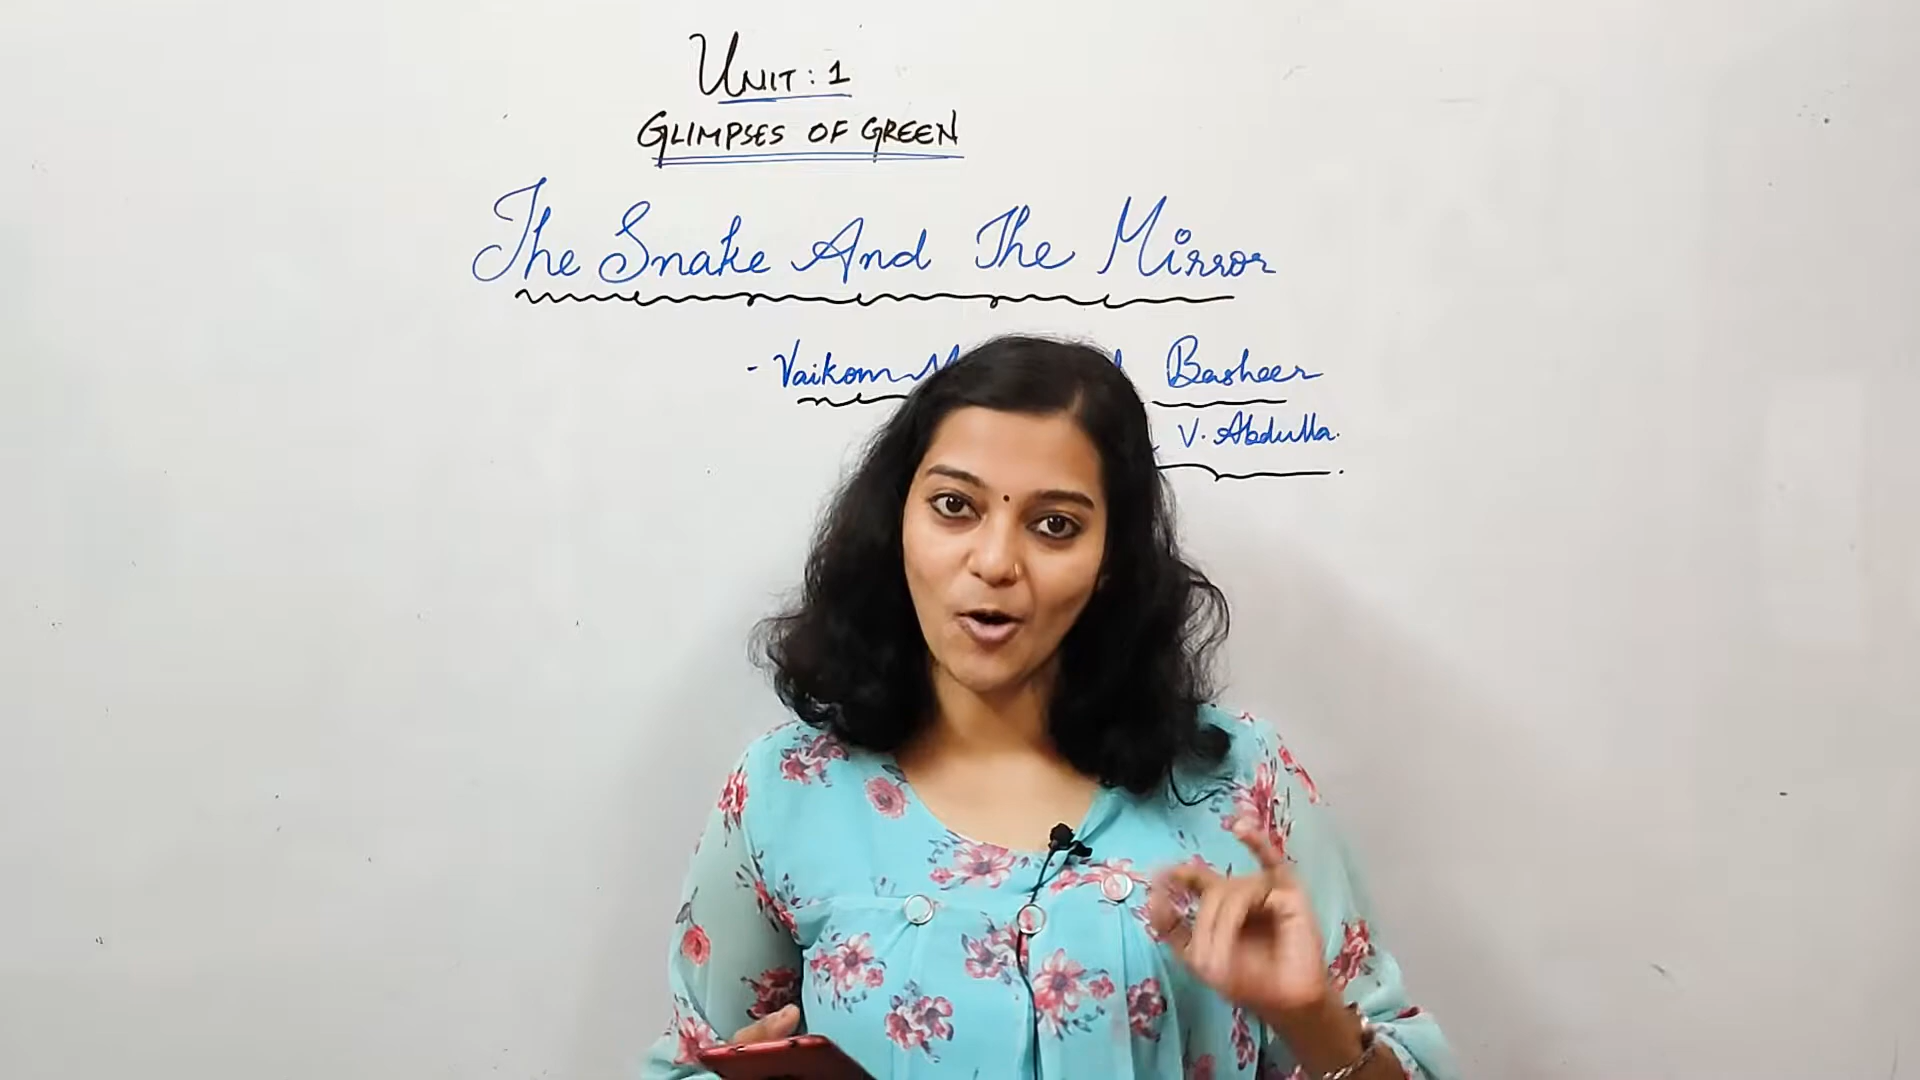 Unit: 1
GLIMPSES OF GREEN
The Snake And The Mirror
- Vaikom Basheer
V. Abdulla.